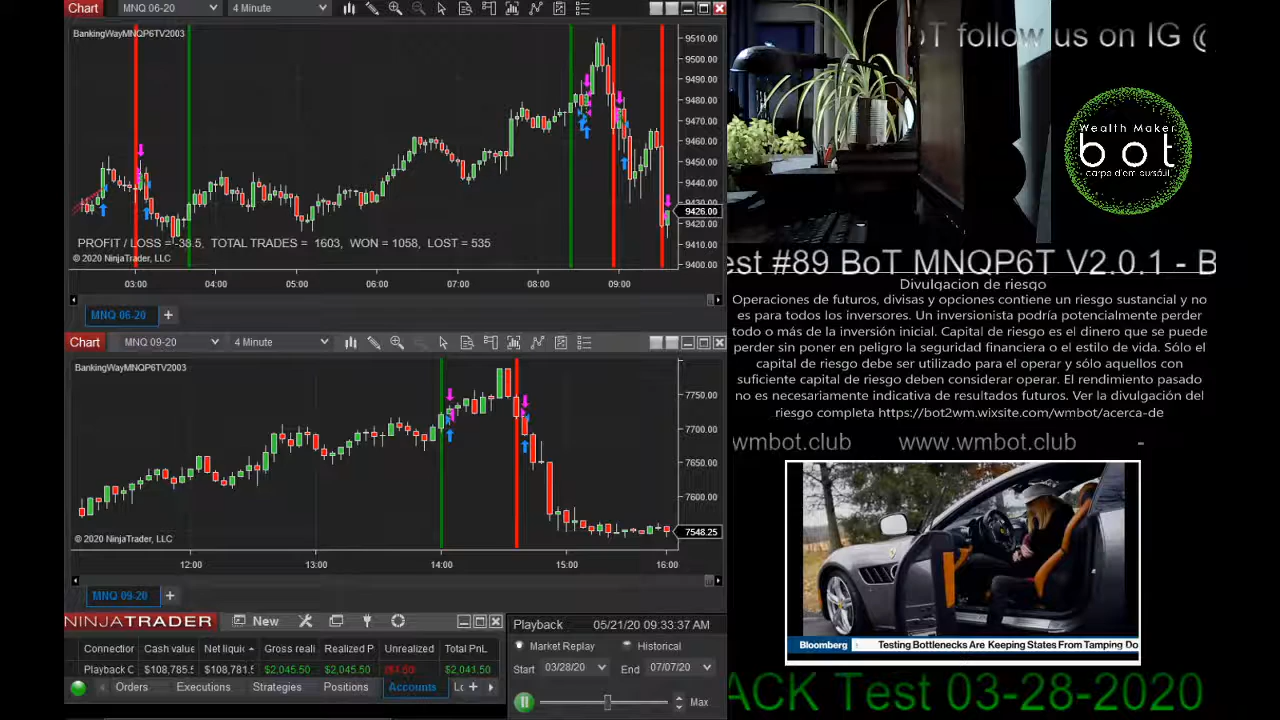 Chart MNQ 06-20 4 Minute
BankingWayMNQP6TV2003
9510.00
9500.00
9490.00
9480.00
9470.00
9460.00
9450.00
9440.00
9430.00
9426.00
9420.00
9410.00
9400.00
PROFIT / LOSS = -38.5, TOTAL TRADES = 1603, WON = 1058, LOST = 535
© 2020 NinjaTrader, LLC
03:00 04:00 05:00 06:00 07:00 08:00 09:00
MNQ 06-20 +
Chart MNQ 09-20 4 Minute
BankingWayMNQP6TV2003
7750.00
7700.00
7650.00
7600.00
7548.25
© 2020 NinjaTrader, LLC
12:00 13:00 14:00 15:00 16:00
MNQ 09-20 +
NINJATRADER New
Connection Cash value Net liquid Gross reali Realized P Unrealized Total PnL
Playback C $108,785.5 $108,781.5 $2,045.50 $2,045.50 $2,041.50
Orders Executions Strategies Positions Accounts Lo +
Playback 05/21/20 09:33:37 AM
Market Replay Historical
Start 03/28/20 End 07/07/20
Max
oT follow us on IG @
Wealth Maker
bot
est #89 BoT MNQP6T V2.0.1 - B
Divulgacion de riesgo
Operaciones de futuros, divisas y opciones contiene un riesgo sustancial y no
es para todos los inversores. Un inversionista podría potencialmente perder
todo o más de la inversión inicial. Capital de riesgo es el dinero que se puede
perder sin poner en peligro la seguridad financiera o el estilo de vida. Sólo el
capital de riesgo debe ser utilizado para el operar y sólo aquellos con
suficiente capital de riesgo deben considerar operar. El rendimiento pasado
no es necesariamente indicativa de resultados futuros. Ver la divulgación del
riesgo completa https://bot2wm.wixsite.com/wmbot/acerca-de
wmbot.club www.wmbot.club -
Bloomberg Testing Bottlenecks Are Keeping States From Tamping Do
ACK Test 03-28-2020